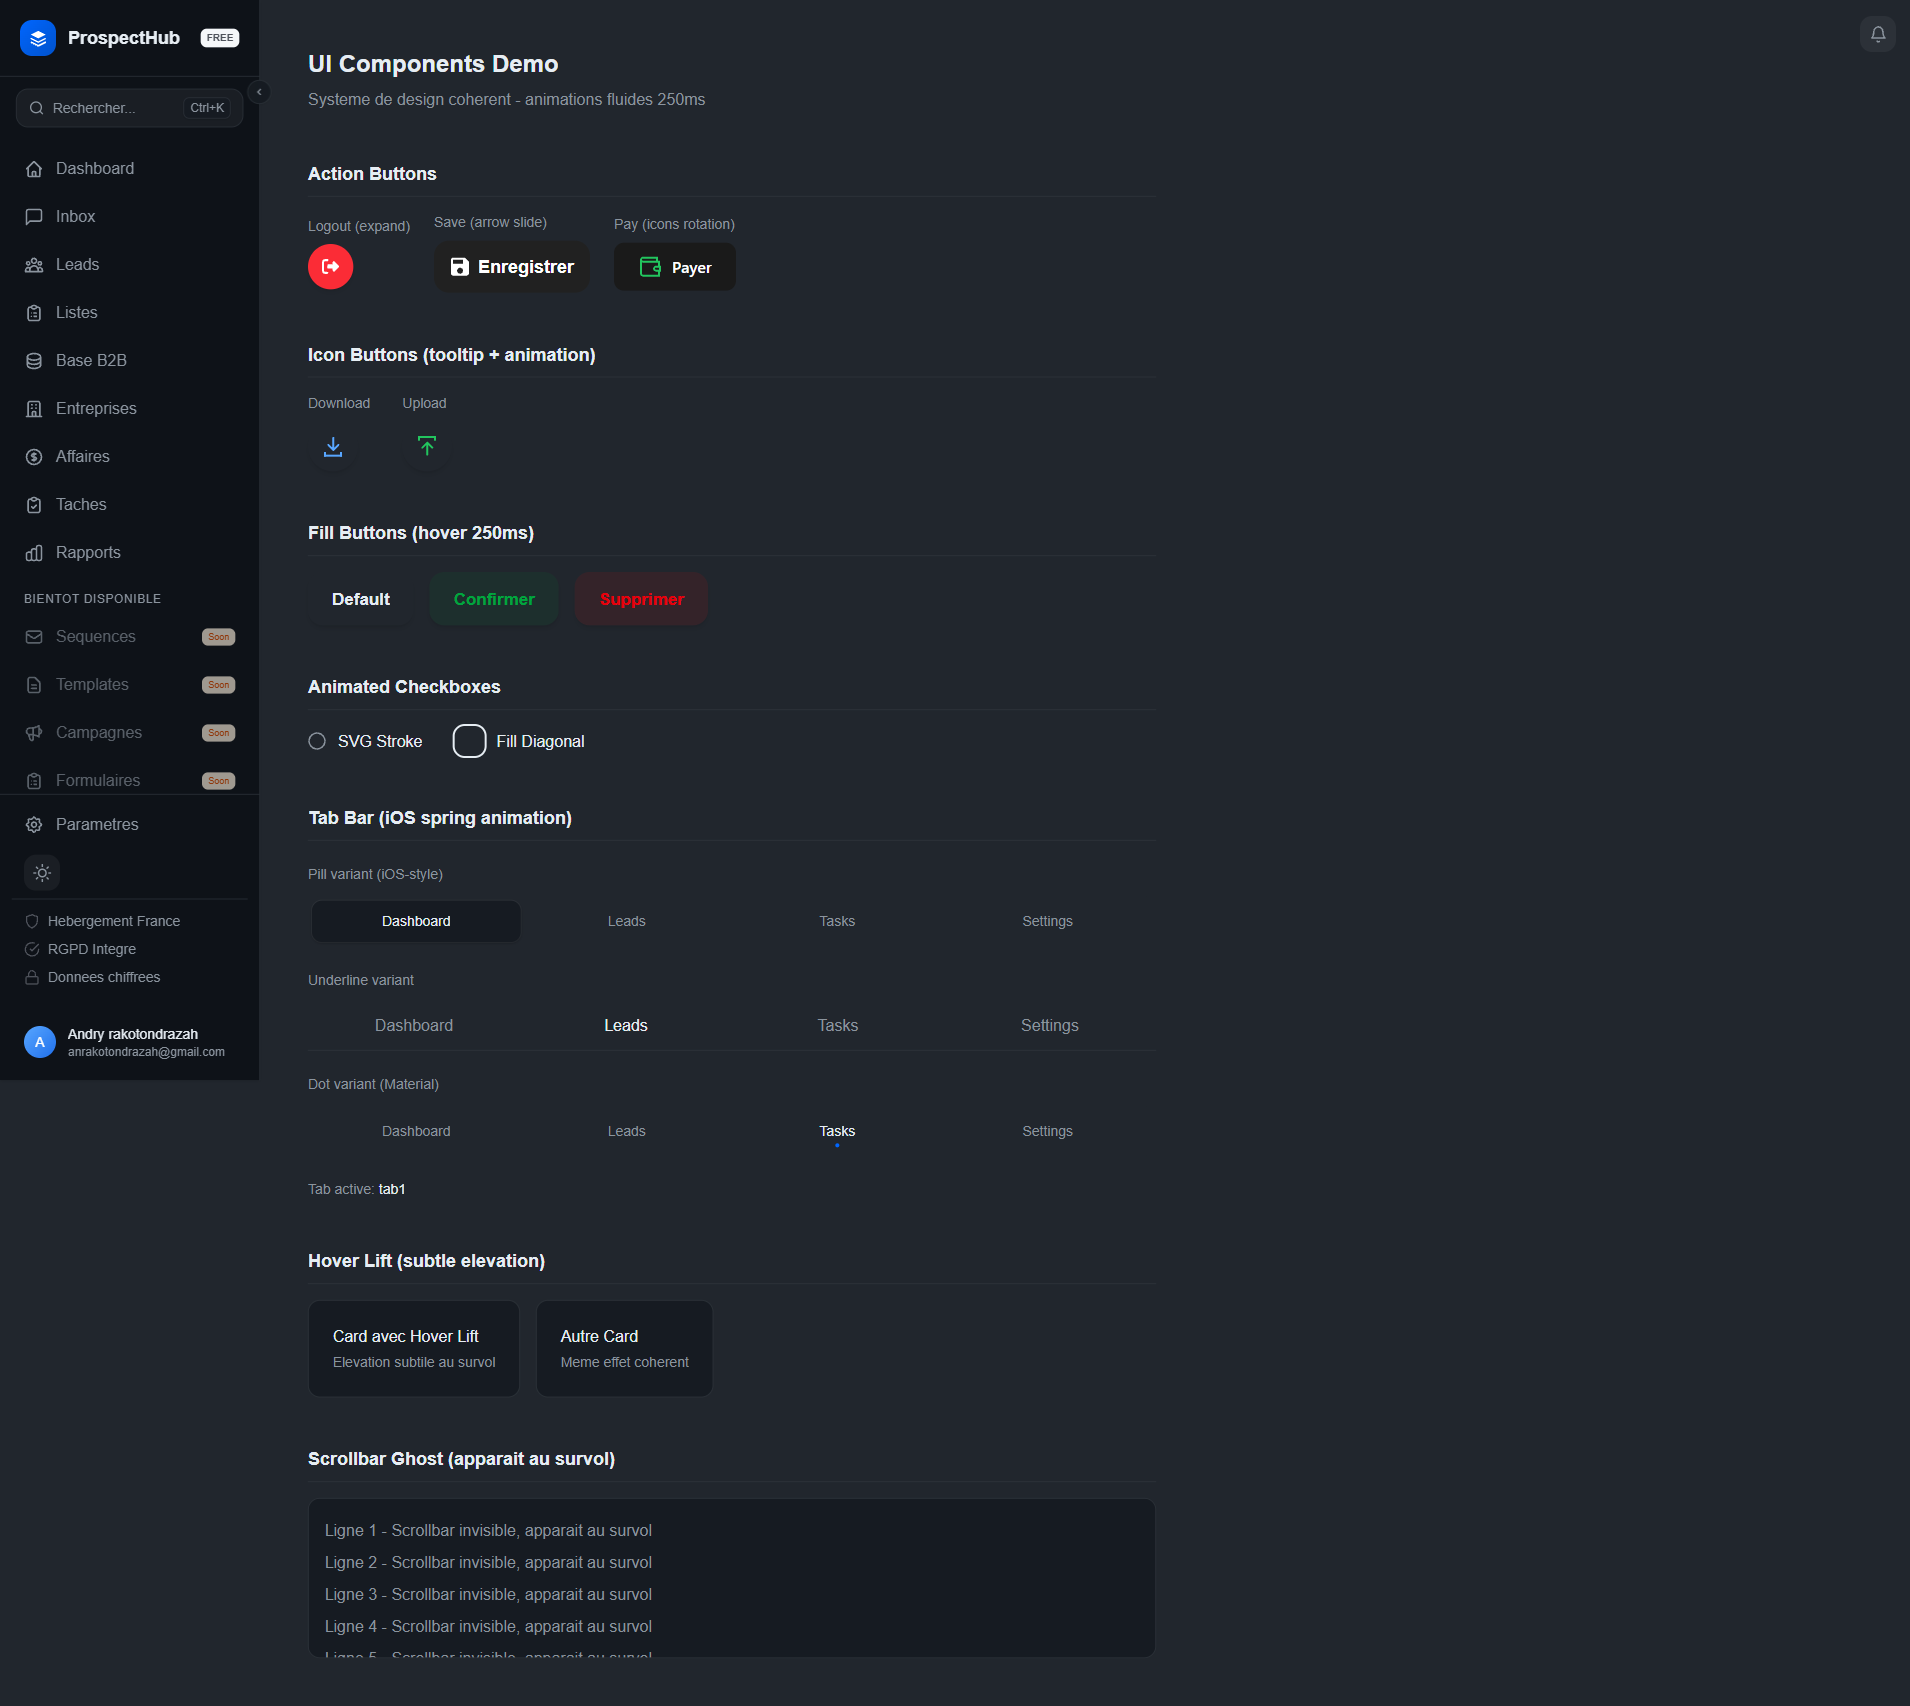 ProspectHub FREE
Rechercher... Ctrl+K
Dashboard
Inbox
Leads
Listes
Base B2B
Entreprises
Affaires
Taches
Rapports
BIENTOT DISPONIBLE
Sequences Soon
Templates Soon
Campagnes Soon
Formulaires Soon
Parametres
Hebergement France
RGPD Integre
Donnees chiffrees
A
Andry rakotondrazah
anrakotondrazah@gmail.com
UI Components Demo
Systeme de design coherent - animations fluides 250ms
Action Buttons
Logout (expand) Save (arrow slide) Pay (icons rotation)
Enregistrer Payer
Icon Buttons (tooltip + animation)
Download Upload
Fill Buttons (hover 250ms)
Default Confirmer Supprimer
Animated Checkboxes
SVG Stroke Fill Diagonal
Tab Bar (iOS spring animation)
Pill variant (iOS-style)
Dashboard Leads Tasks Settings
Underline variant
Dashboard Leads Tasks Settings
Dot variant (Material)
Dashboard Leads Tasks Settings
Tab active: tab1
Hover Lift (subtle elevation)
Card avec Hover Lift
Elevation subtile au survol
Autre Card
Meme effet coherent
Scrollbar Ghost (apparait au survol)
Ligne 1 - Scrollbar invisible, apparait au survol
Ligne 2 - Scrollbar invisible, apparait au survol
Ligne 3 - Scrollbar invisible, apparait au survol
Ligne 4 - Scrollbar invisible, apparait au survol
Ligne 5 - Scrollbar invisible, apparait au survol